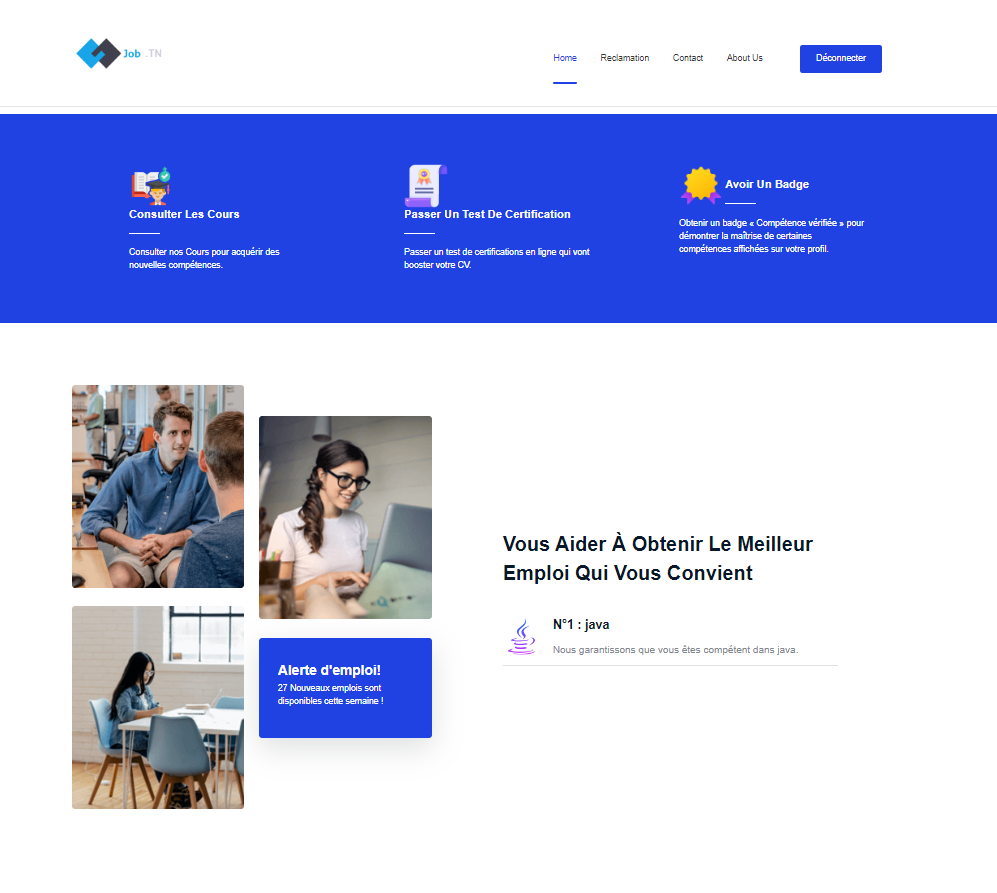 Job .TN
Home Reclamation Contact About Us Déconnecter
Consulter Les Cours
Consulter nos Cours pour acquérir des
nouvelles compétences.
Passer Un Test De Certification
Passer un test de certifications en ligne qui vont
booster votre CV.
Avoir Un Badge
Obtenir un badge « Compétence vérifiée » pour
démontrer la maîtrise de certaines
compétences affichées sur votre profil.
Alerte d'emploi!
27 Nouveaux emplois sont
disponibles cette semaine !
Vous Aider À Obtenir Le Meilleur
Emploi Qui Vous Convient
N°1 : java
Nous garantissons que vous êtes compétent dans java.